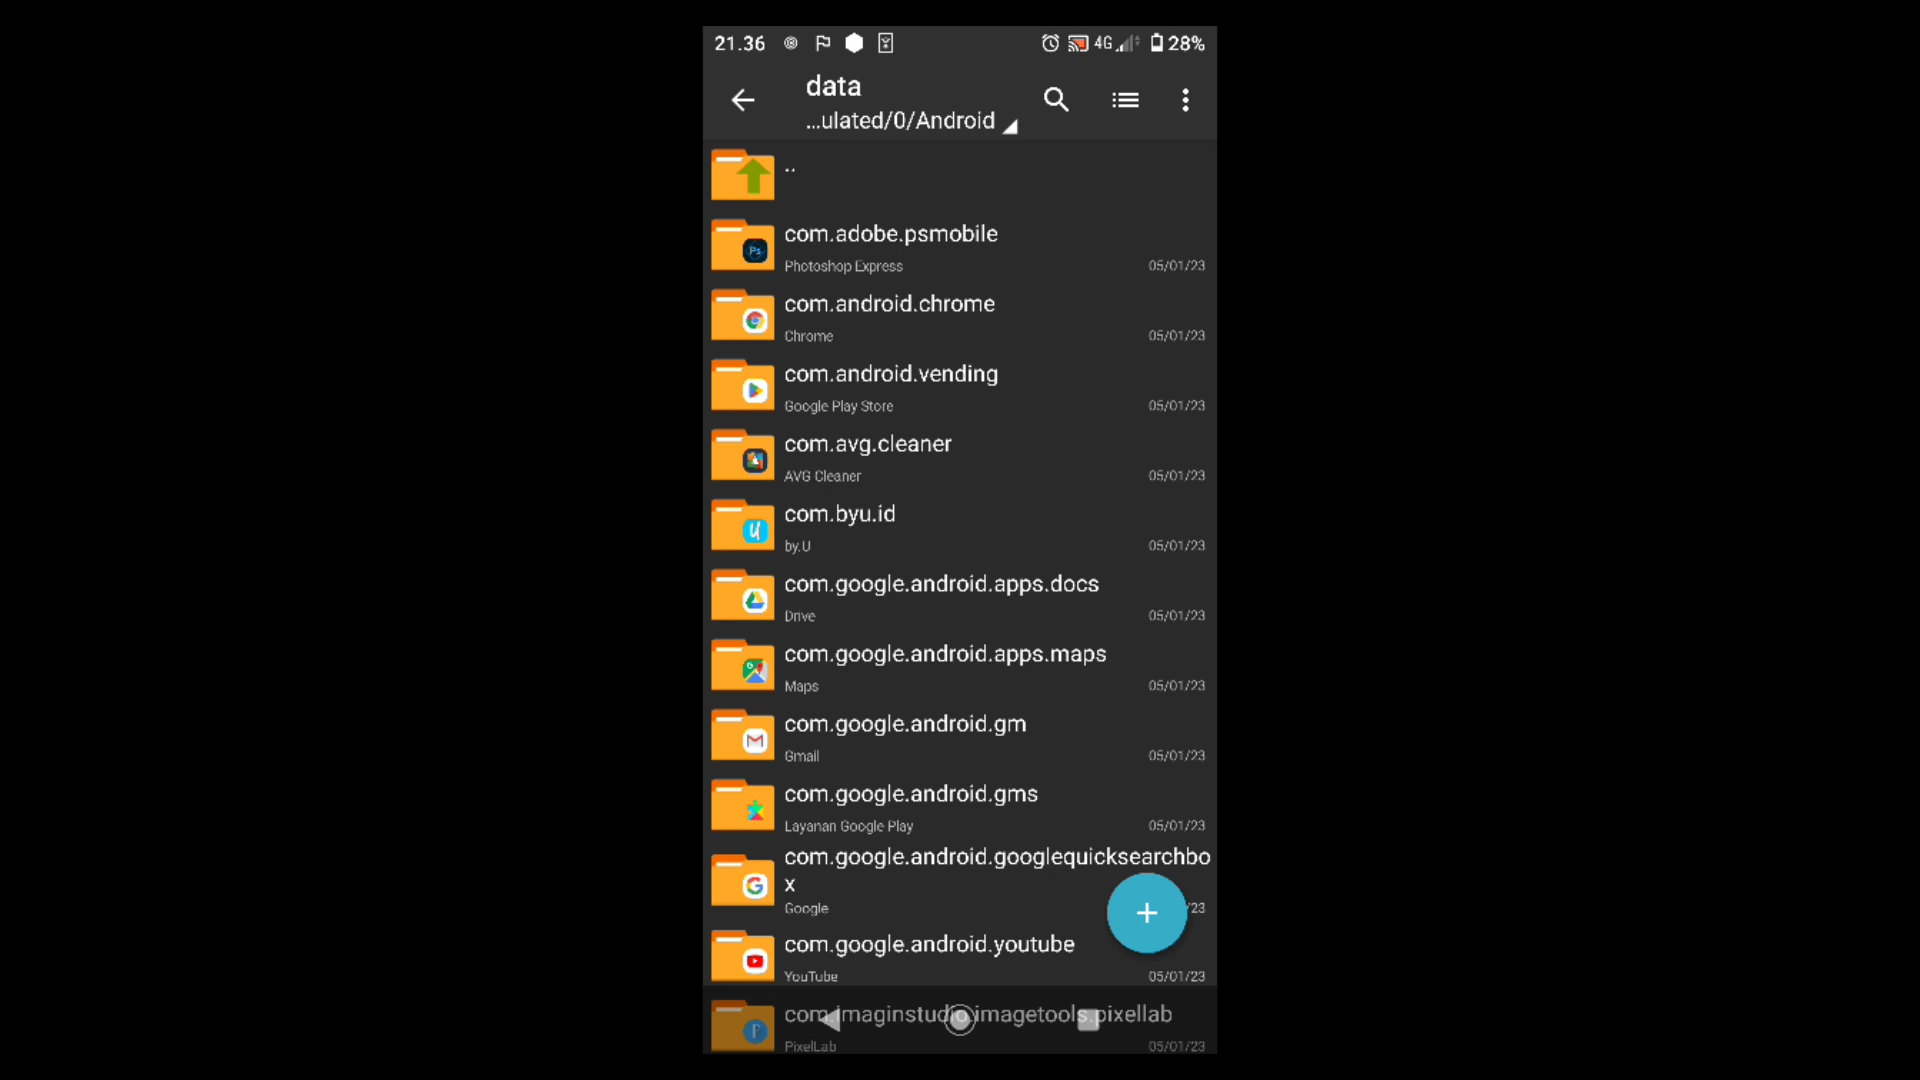 21.36 4G 28%
data
...ulated/0/Android
..
com.adobe.psmobile
Photoshop Express 05/01/23
com.android.chrome
Chrome 05/01/23
com.android.vending
Google Play Store 05/01/23
com.avg.cleaner
AVG Cleaner 05/01/23
com.byu.id
by.U 05/01/23
com.google.android.apps.docs
Drive 05/01/23
com.google.android.apps.maps
Maps 05/01/23
com.google.android.gm
Gmail 05/01/23
com.google.android.gms
Layanan Google Play 05/01/23
com.google.android.googlequicksearchbo
x
Google /23
com.google.android.youtube
YouTube 05/01/23
com.imaginstudio.imagetools.pixellab
PixelLab 05/01/23